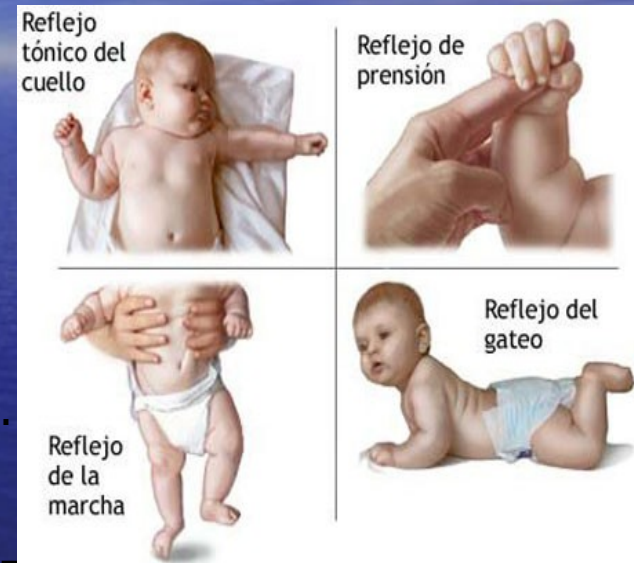 Reflejo
tónico del
cuello
Reflejo de
prensión
Reflejo
de la
marcha
Reflejo del
gateo